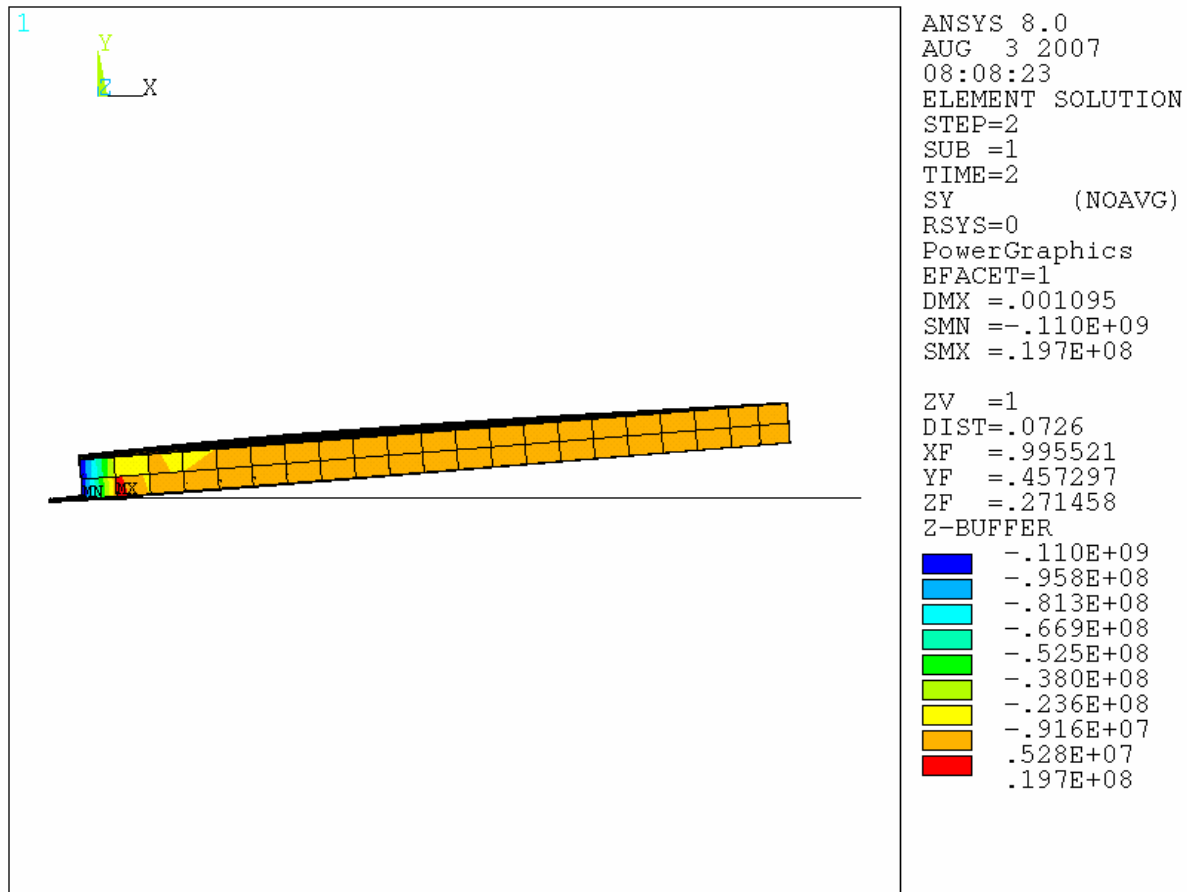 1
Y
Z X
MN MX
ANSYS 8.0
AUG 3 2007
08:08:23
ELEMENT SOLUTION
STEP=2
SUB =1
TIME=2
SY (NOAVG)
RSYS=0
PowerGraphics
EFACET=1
DMX =.001095
SMN =-.110E+09
SMX =.197E+08
ZV =1
DIST=.0726
XF =.995521
YF =.457297
ZF =.271458
Z-BUFFER
-.110E+09
-.958E+08
-.813E+08
-.669E+08
-.525E+08
-.380E+08
-.236E+08
-.916E+07
.528E+07
.197E+08